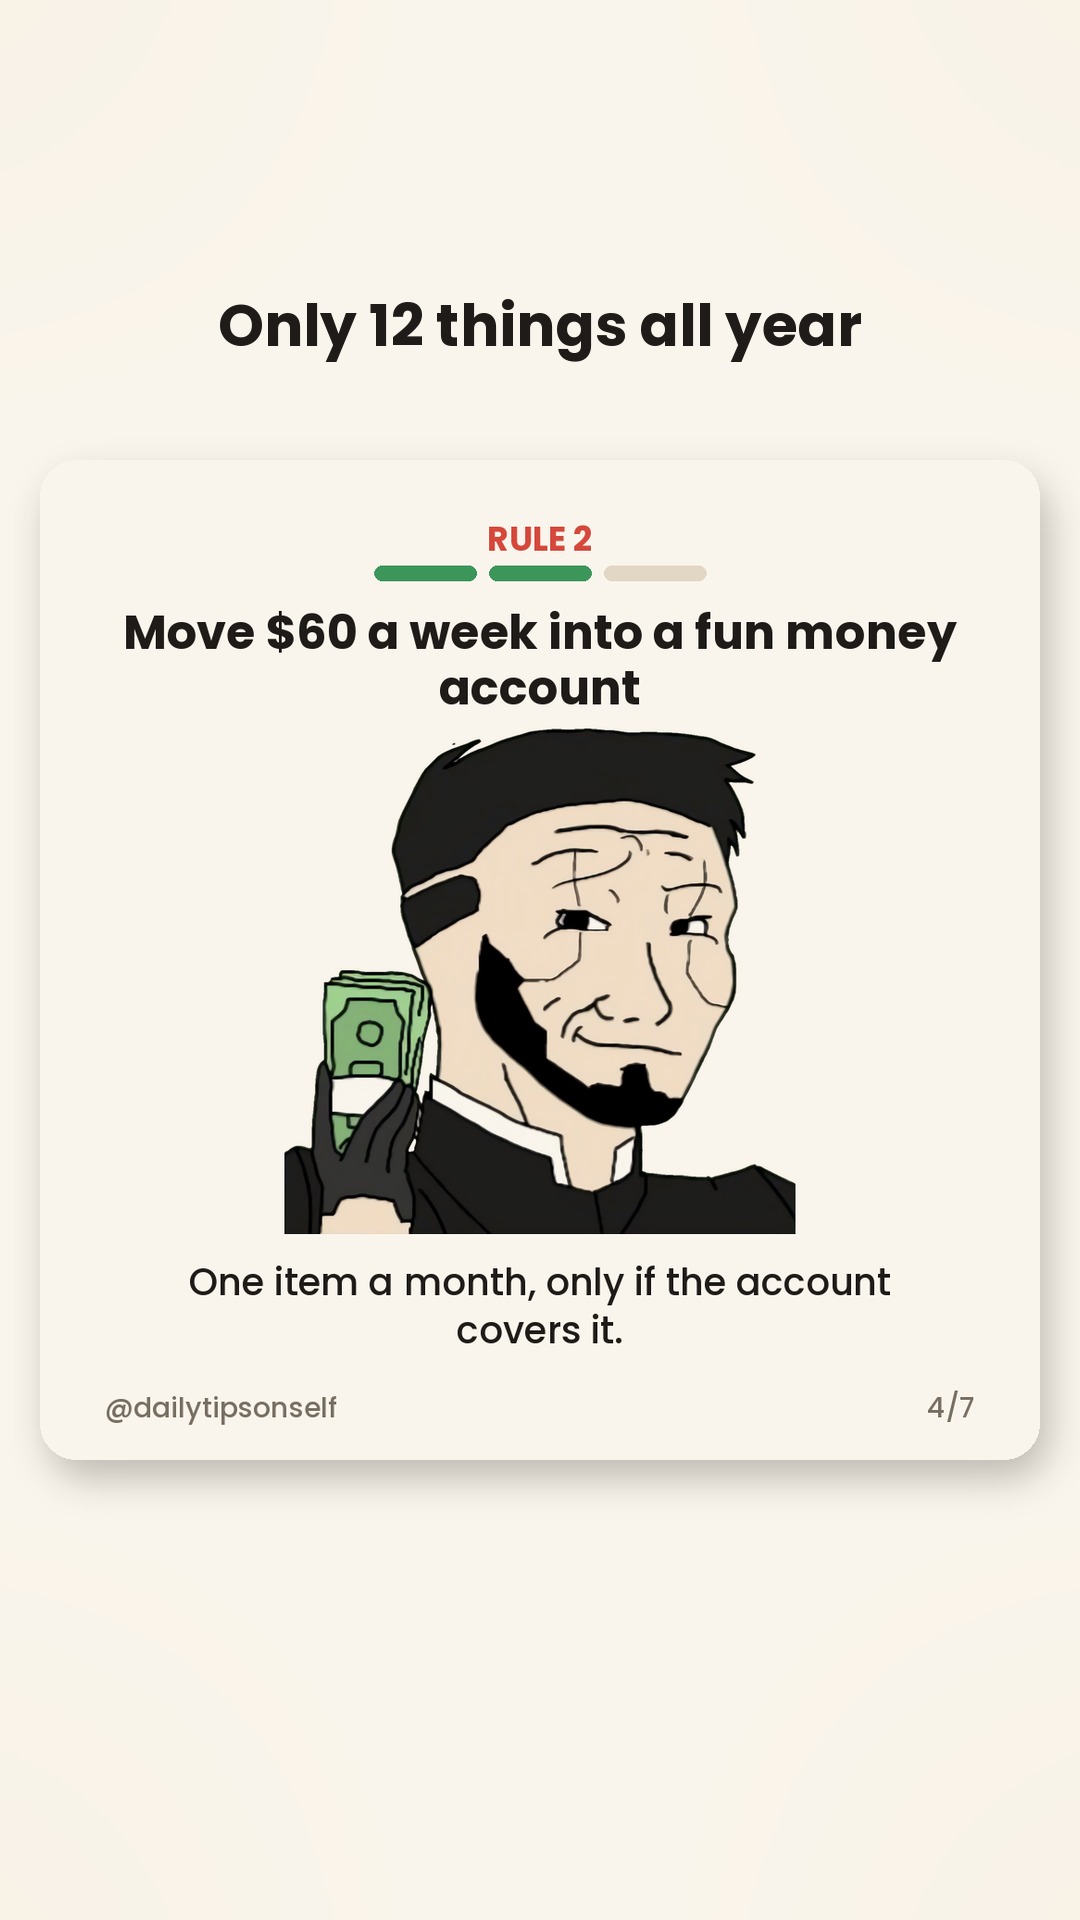 Only 12 things all year
RULE 2
Move $60 a week into a fun money
account
One item a month, only if the account
covers it.
@dailytipsonself
4/7